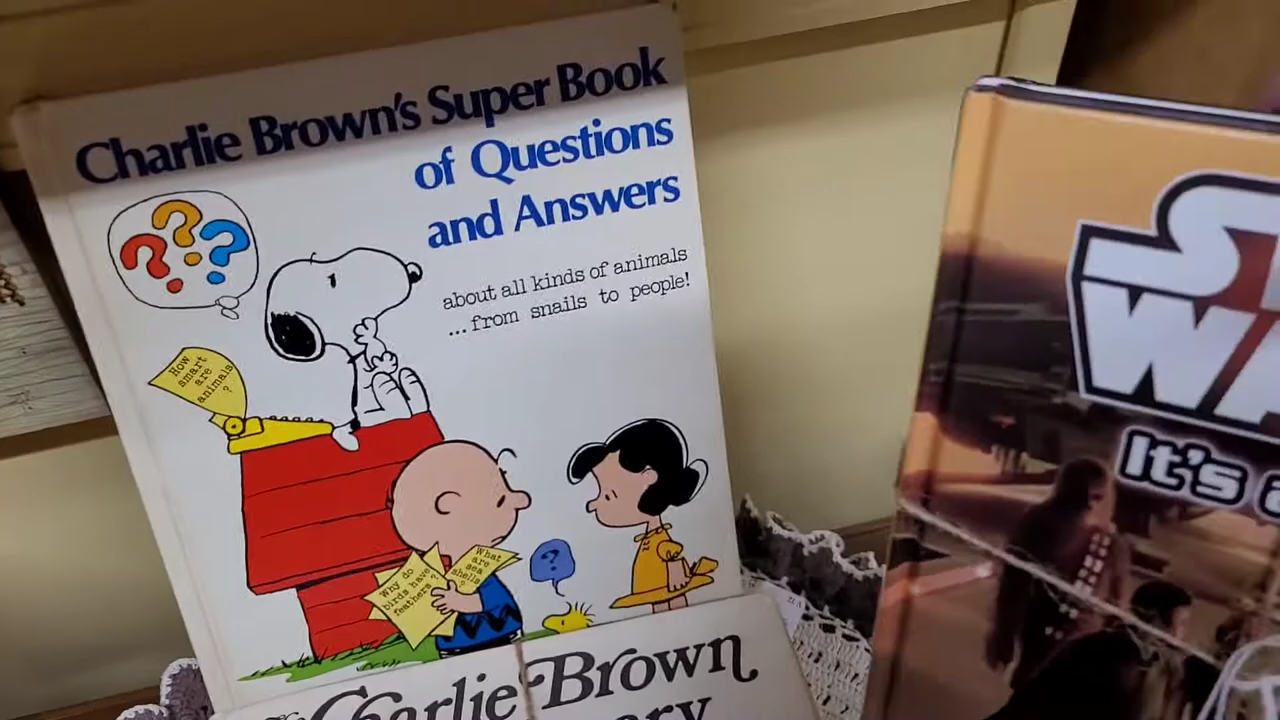 Charlie Brown's Super Book
of Questions
and Answers
about all kinds of animals
...from snails to people!
? ? ?
How
smart
are
animals
?
Why do
birds have
feathers?
What
are
sea
shells
?
?
Charlie Brown
WA
It's a